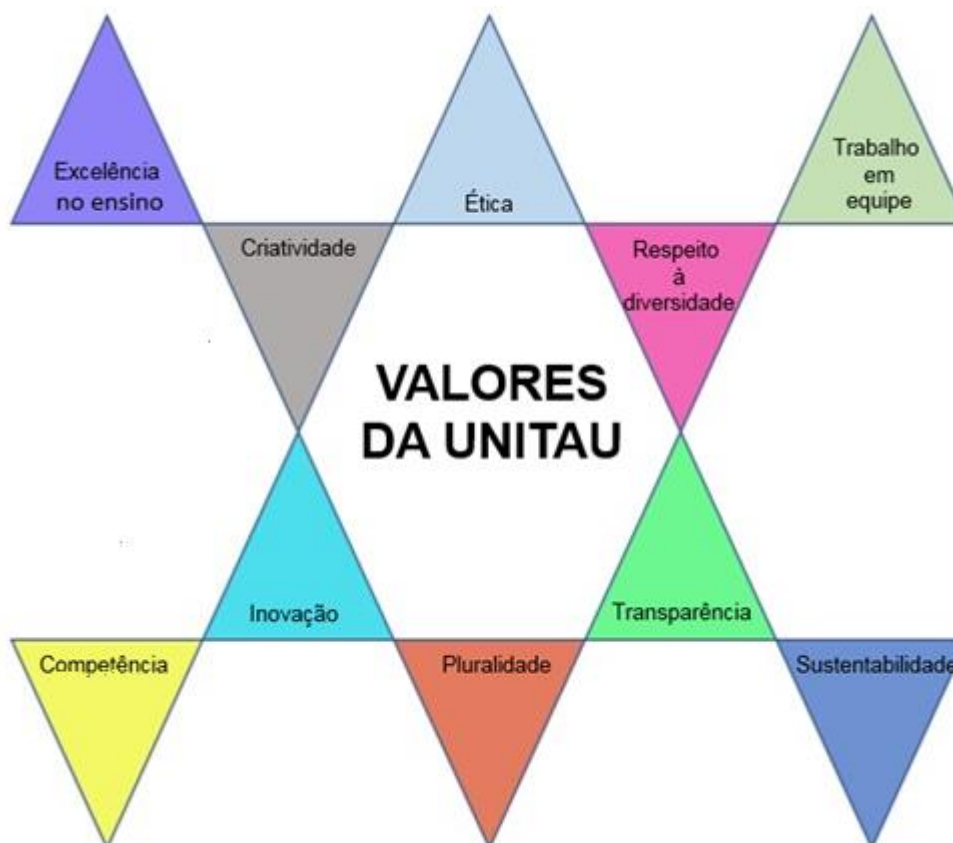 Excelência
no ensino
Ética
Trabalho
em
equipe
Criatividade
Respeito
à
diversidade
VALORES
DA UNITAU
Inovação
Transparência
Competência
Pluralidade
Sustentabilidade